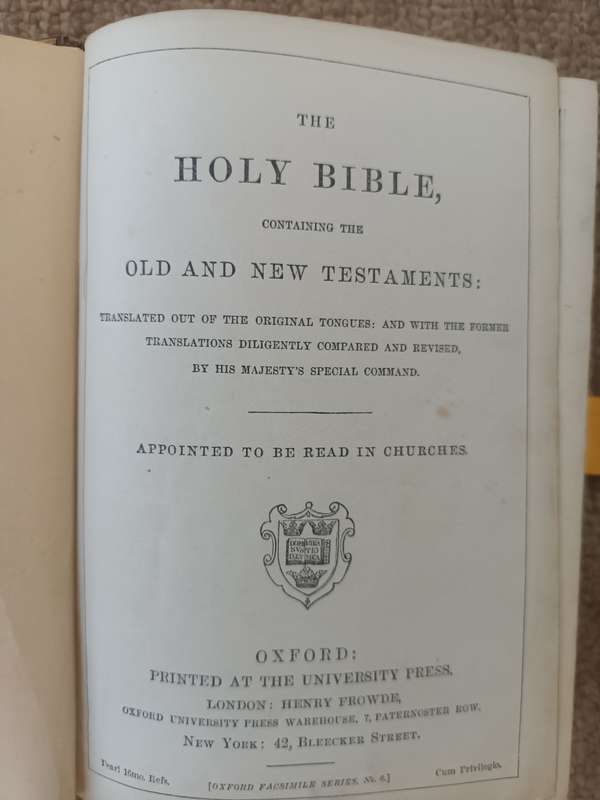 THE
HOLY BIBLE,
CONTAINING THE
OLD AND NEW TESTAMENTS:
TRANSLATED OUT OF THE ORIGINAL TONGUES: AND WITH THE FORMER
TRANSLATIONS DILIGENTLY COMPARED AND REVISED,
BY HIS MAJESTY'S SPECIAL COMMAND.
APPOINTED TO BE READ IN CHURCHES.
OXFORD:
PRINTED AT THE UNIVERSITY PRESS.
LONDON: HENRY FROWDE,
OXFORD UNIVERSITY PRESS WAREHOUSE, 7, PATERNOSTER ROW.
NEW YORK: 42, BLEECKER STREET.
Pearl 16mo. Refs.
[OXFORD FACSIMILE SERIES, No. 6.]
Cum Privilegio.